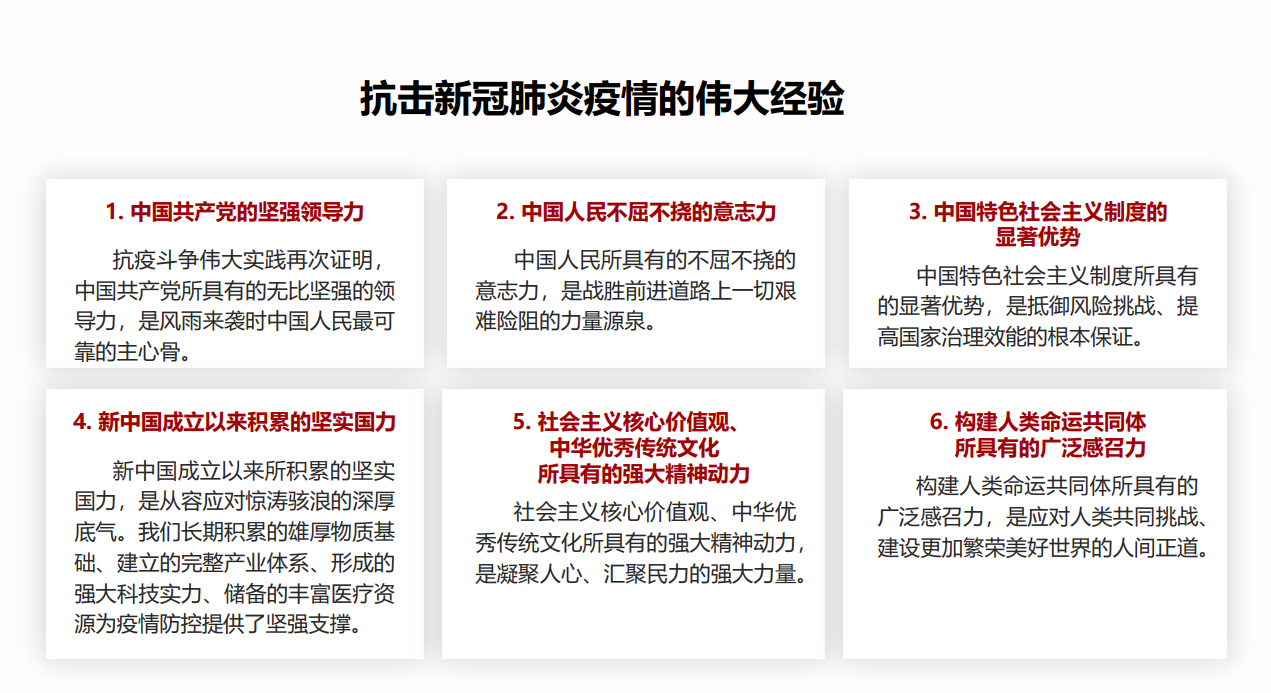 抗击新冠肺炎疫情的伟大经验
1. 中国共产党的坚强领导力
抗疫斗争伟大实践再次证明，
中国共产党所具有的无比坚强的领
导力，是风雨来袭时中国人民最可
靠的主心骨。
2. 中国人民不屈不挠的意志力
中国人民所具有的不屈不挠的
意志力，是战胜前进道路上一切艰
难险阻的力量源泉。
3. 中国特色社会主义制度的
显著优势
中国特色社会主义制度所具有
的显著优势，是抵御风险挑战、提
高国家治理效能的根本保证。
4. 新中国成立以来积累的坚实国力
新中国成立以来所积累的坚实
国力，是从容应对惊涛骇浪的深厚
底气。我们长期积累的雄厚物质基
础、建立的完整产业体系、形成的
强大科技实力、储备的丰富医疗资
源为疫情防控提供了坚强支撑。
5. 社会主义核心价值观、
中华优秀传统文化
所具有的强大精神动力
社会主义核心价值观、中华优
秀传统文化所具有的强大精神动力，
是凝聚人心、汇聚民力的强大力量。
6. 构建人类命运共同体
所具有的广泛感召力
构建人类命运共同体所具有的
广泛感召力，是应对人类共同挑战、
建设更加繁荣美好世界的人间正道。